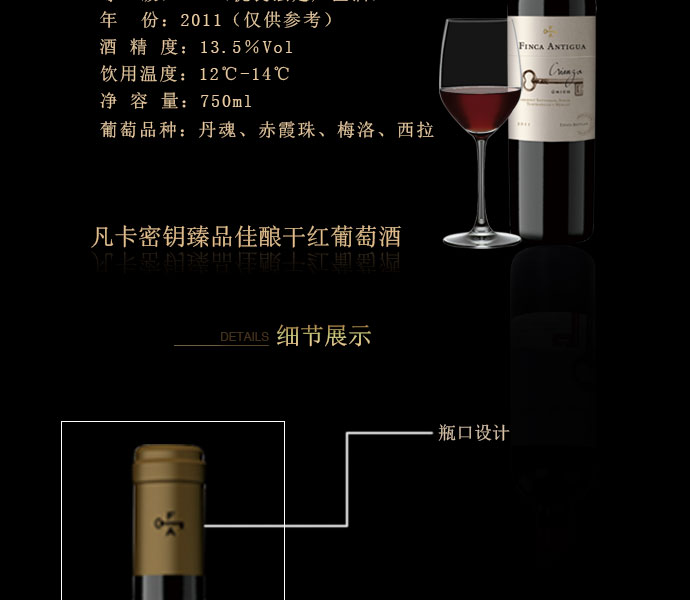 年 份：2011（仅供参考）
酒 精 度：13.5%Vol
饮用温度：12℃-14℃
净 容 量：750ml
葡萄品种：丹魂、赤霞珠、梅洛、西拉
FINCA ANTIGUA
Crianza
UNICO
2011
凡卡密钥臻品佳酿干红葡萄酒
DETAILS 细节展示
瓶口设计
F
A